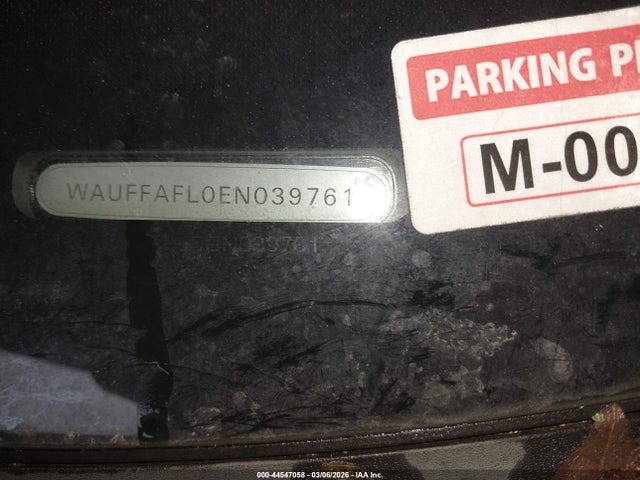 PARKING
M-00
WAUFFAFL0EN039761
000-44547058 | 03/06/2026 | IAA Inc.